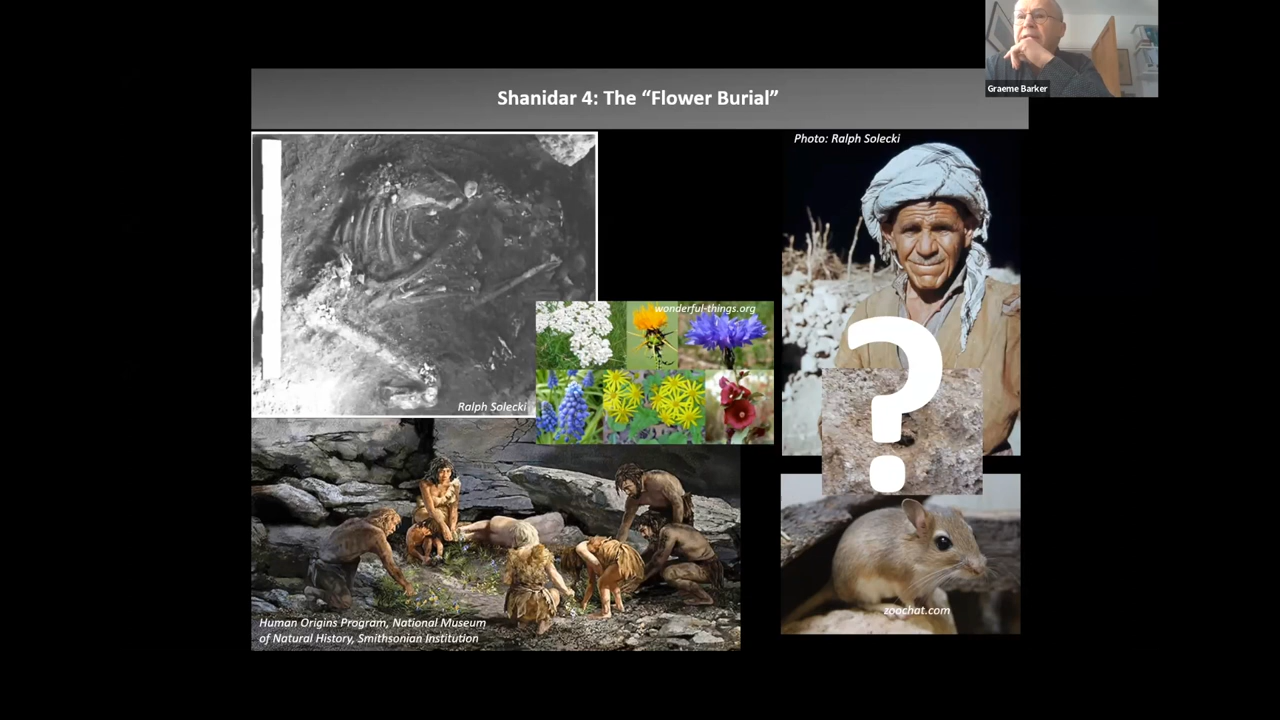 Graeme Barker
Shanidar 4: The “Flower Burial”
Photo: Ralph Solecki
wonderful-things.org
Ralph Solecki
?
zoochat.com
Human Origins Program, National Museum
of Natural History, Smithsonian Institution